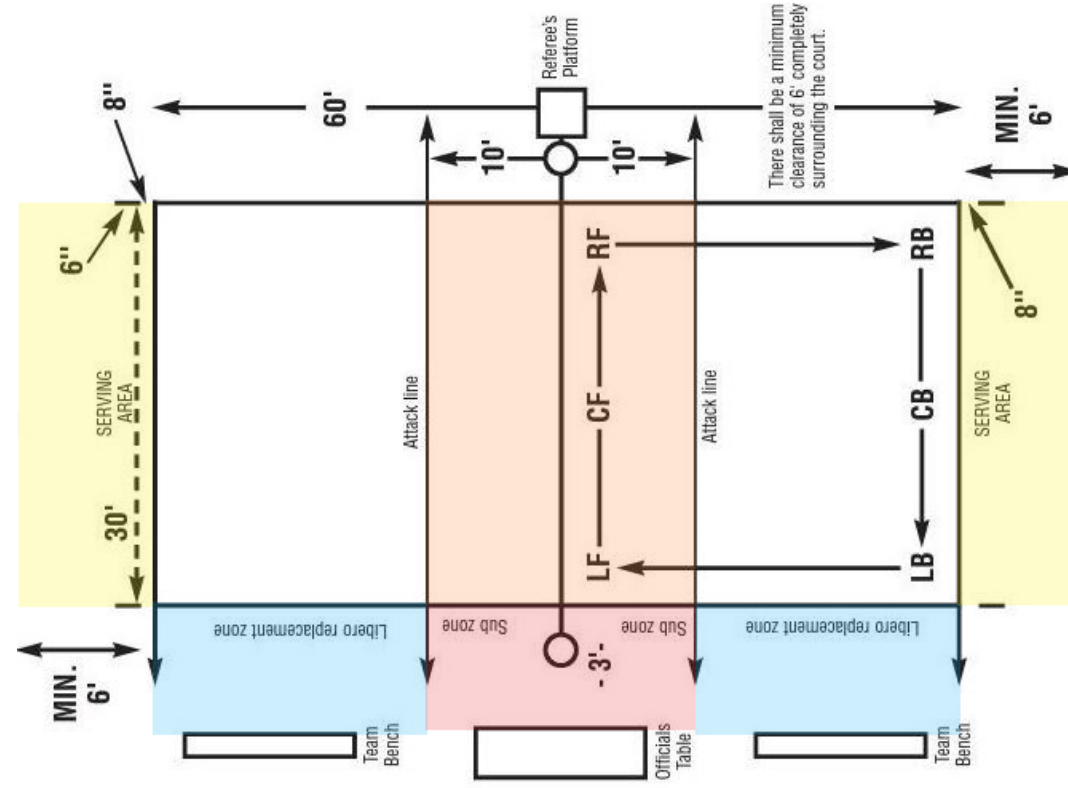 Referee's
Platform
There shall be a minimum
clearance of 6' completely
surrounding the court.
8"
60'
MIN.
6'
10'
10'
6"
RF
RB
8"
SERVING
AREA
Attack line
CF
Attack line
CB
SERVING
AREA
30'
LF
LB
Libero replacement zone
Sub zone
Sub zone
Libero replacement zone
MIN.
6'
- 3'-
Team
Bench
Officials
Table
Team
Bench